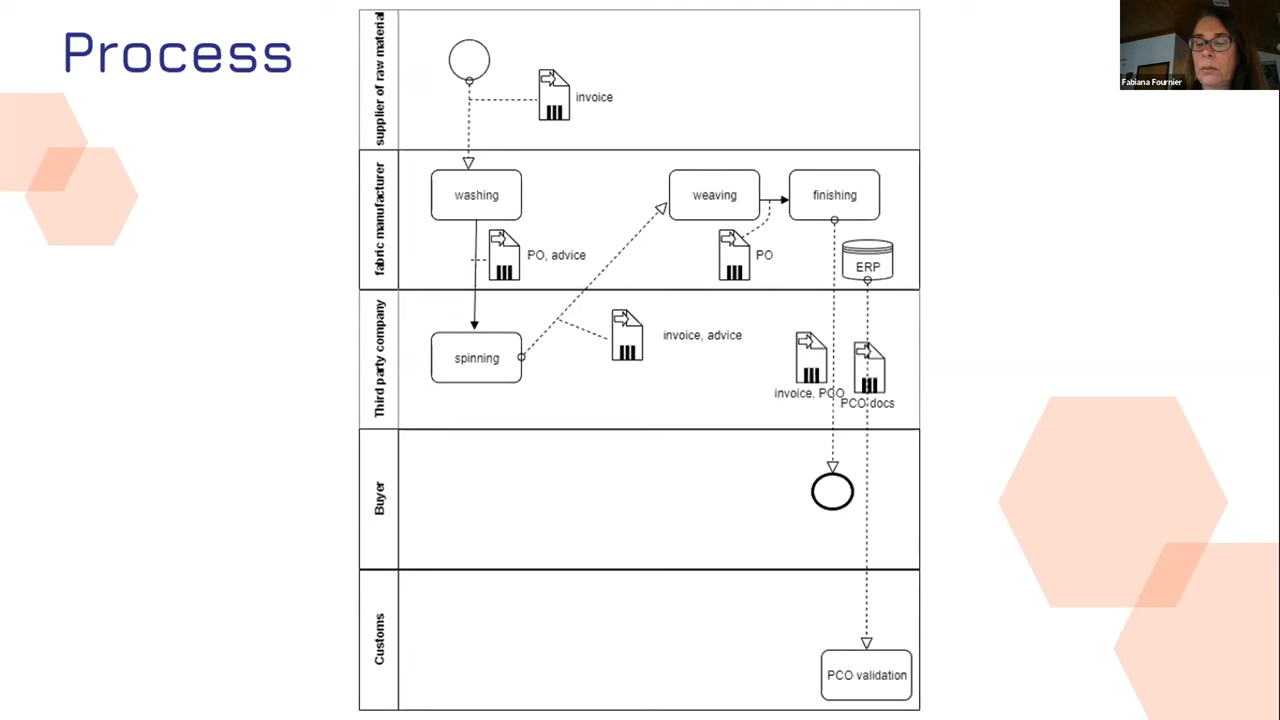 Process
Fabiana Fournier
supplier of raw material
invoice
fabric manufacturer
washing
weaving
finishing
PO, advice
PO
ERP
Third party company
invoice, advice
spinning
invoice, PCO
PCO docs
Buyer
Customs
PCO validation